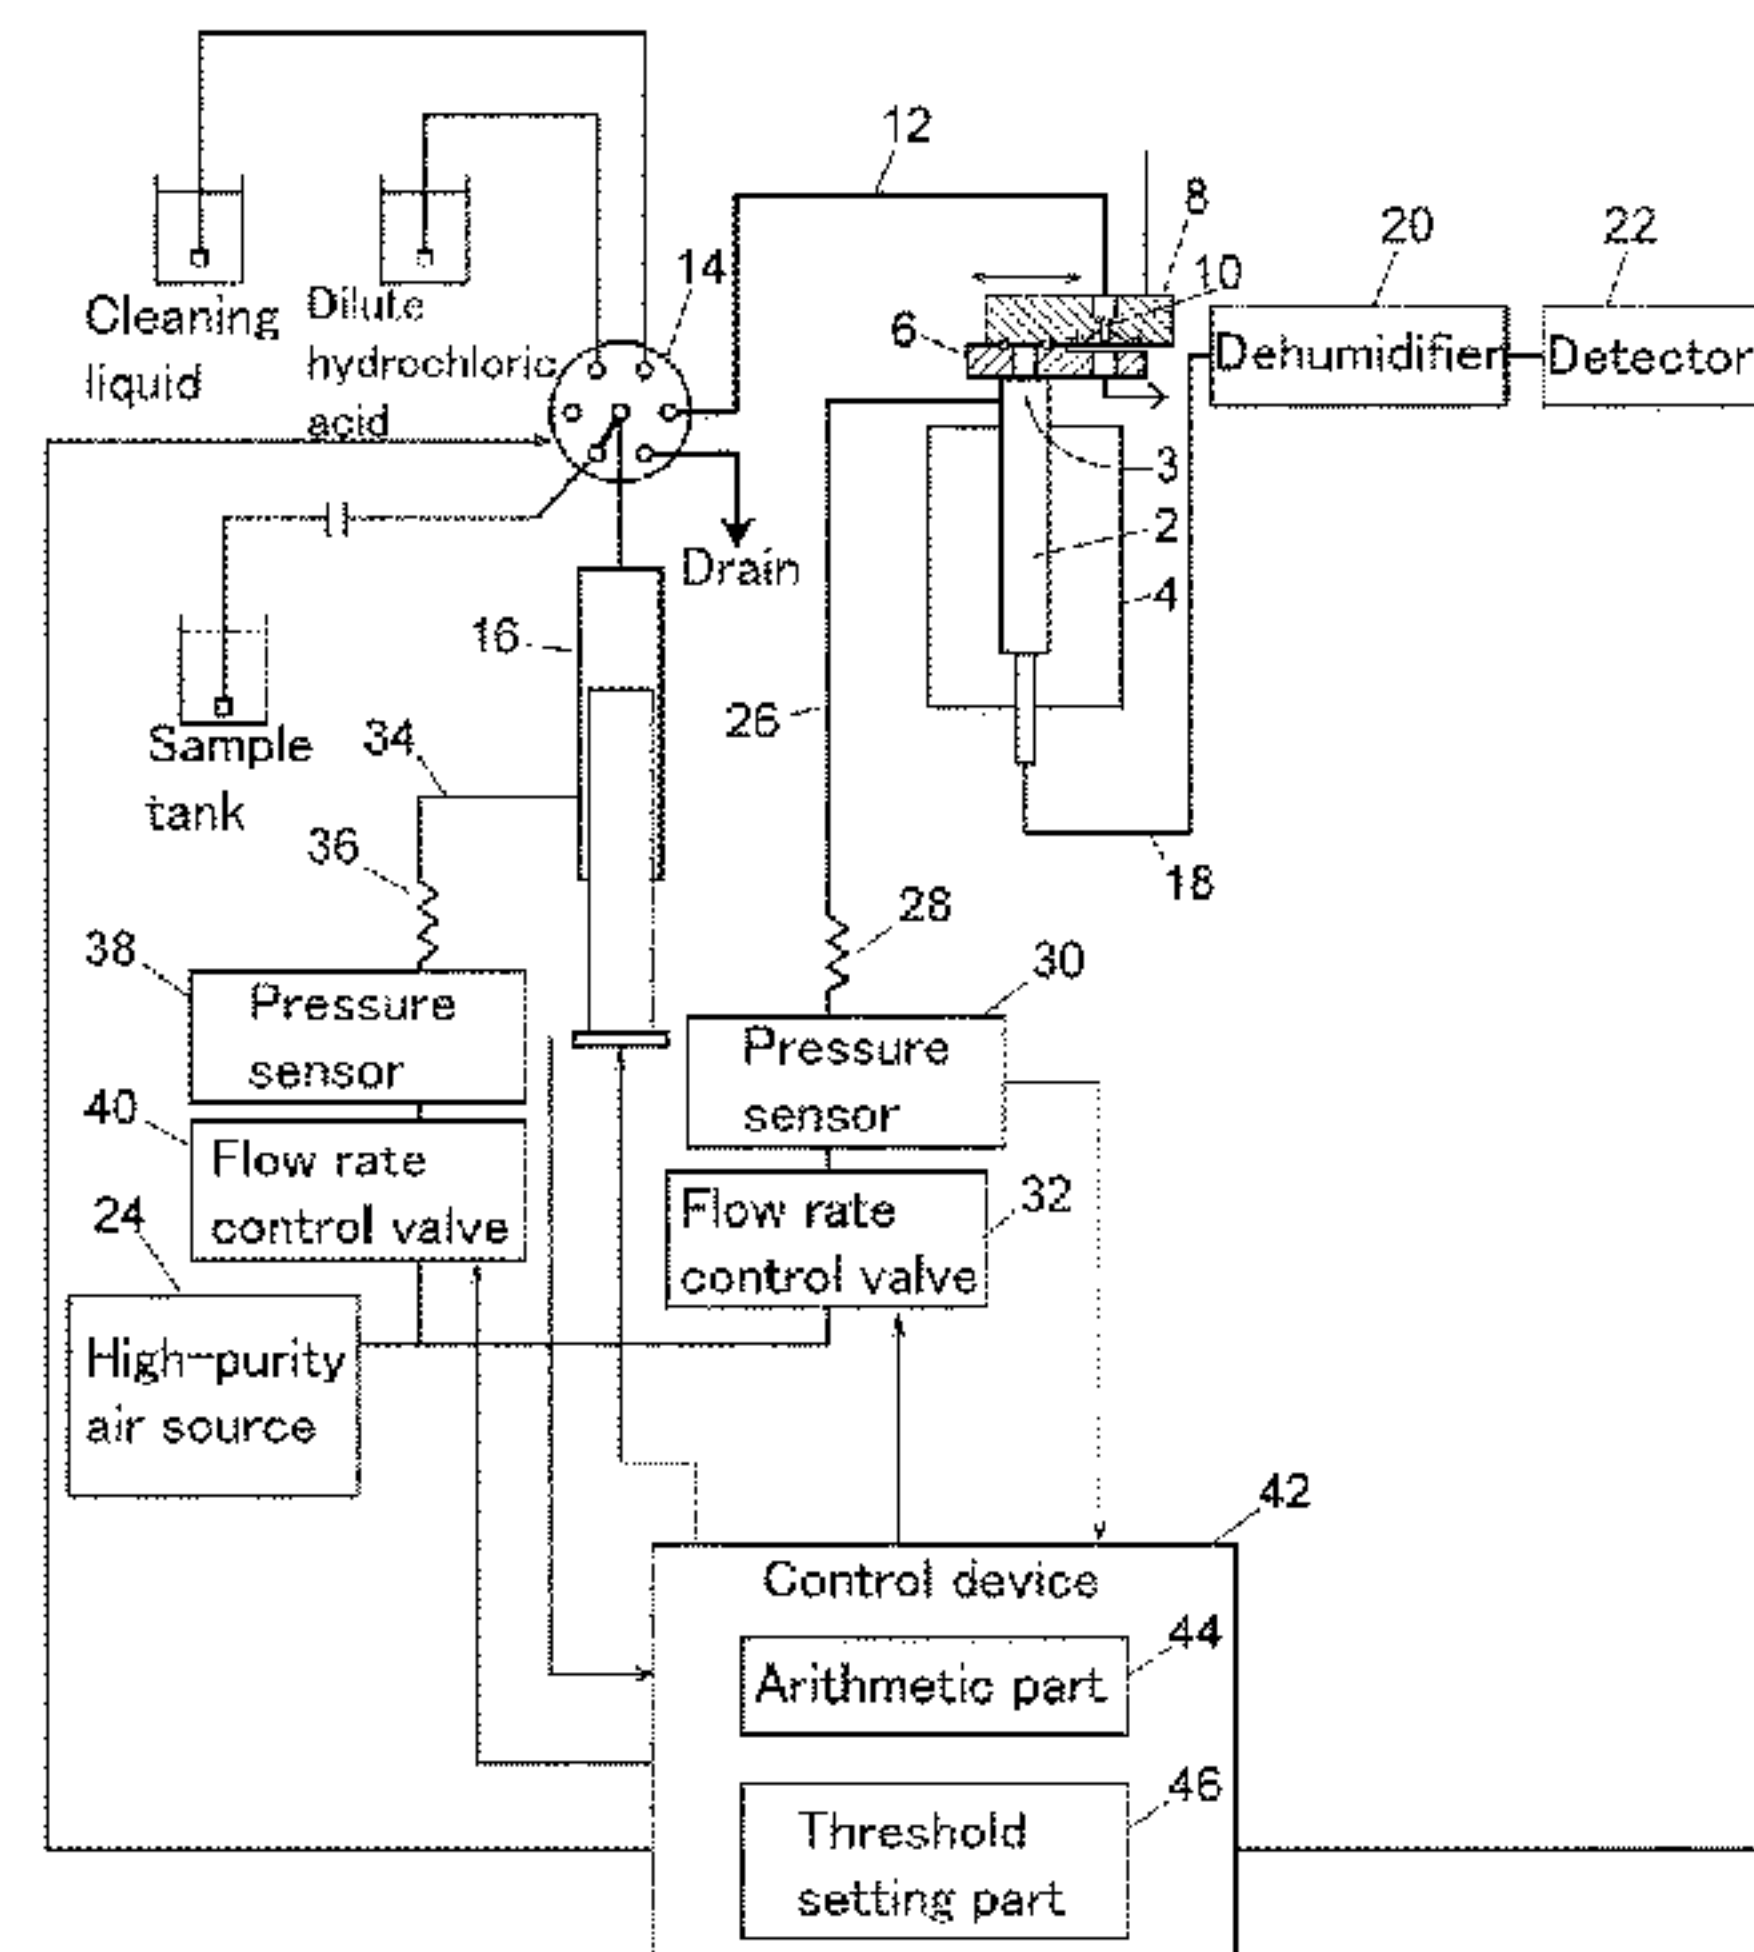 12
8
20
22
14
10
Cleaning
liquid
Dilute
hydrochloric
acid
6
Dehumidifier
Detector
3
2
4
Drain
16
26
34
Sample
tank
36
18
28
38
30
Pressure
sensor
Pressure
sensor
40
Flow rate
control valve
32
Flow rate
control valve
24
High-purity
air source
42
Control device
44
Arithmetic part
46
Threshold
setting part